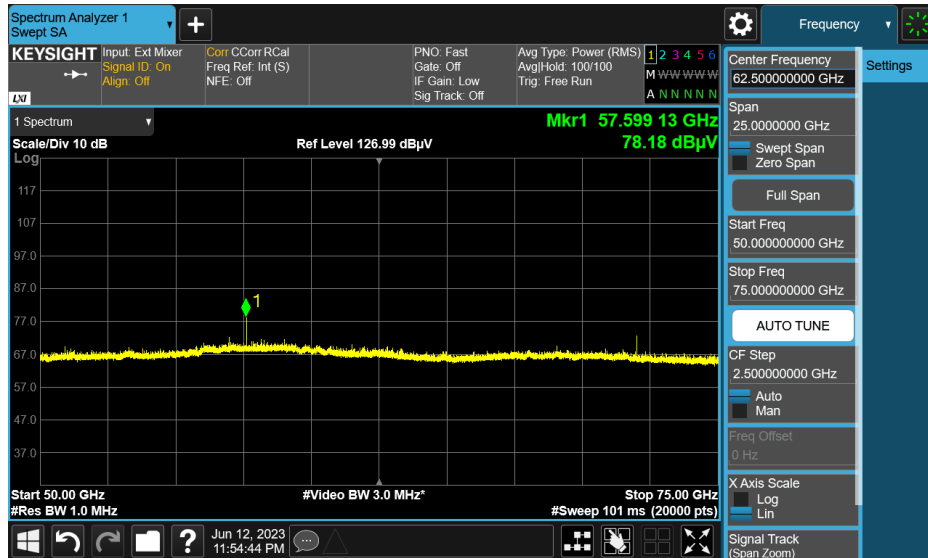 Spectrum Analyzer 1
Swept SA
Frequency
KEYSIGHT
LXI
Input: Ext Mixer
Signal ID: On
Align: Off
Corr CCorr RCal
Freq Ref: Int (S)
NFE: Off
PNO: Fast
Gate: Off
IF Gain: Low
Sig Track: Off
Avg Type: Power (RMS)
Avg|Hold: 100/100
Trig: Free Run
1 2 3 4 5 6
M W W W W W
A N N N N N
1 Spectrum
Mkr1 57.599 13 GHz
Scale/Div 10 dB
Ref Level 126.99 dBµV
78.18 dBµV
Log
117
107
97.0
87.0
77.0
67.0
57.0
47.0
37.0
1
Start 50.00 GHz
#Video BW 3.0 MHz*
Stop 75.00 GHz
#Res BW 1.0 MHz
#Sweep 101 ms (20000 pts)
?
Jun 12, 2023
11:54:44 PM
Center Frequency
62.500000000 GHz
Settings
Span
25.0000000 GHz
Swept Span
Zero Span
Full Span
Start Freq
50.000000000 GHz
Stop Freq
75.000000000 GHz
AUTO TUNE
CF Step
2.500000000 GHz
Auto
Man
Freq Offset
0 Hz
X Axis Scale
Log
Lin
Signal Track
(Span Zoom)